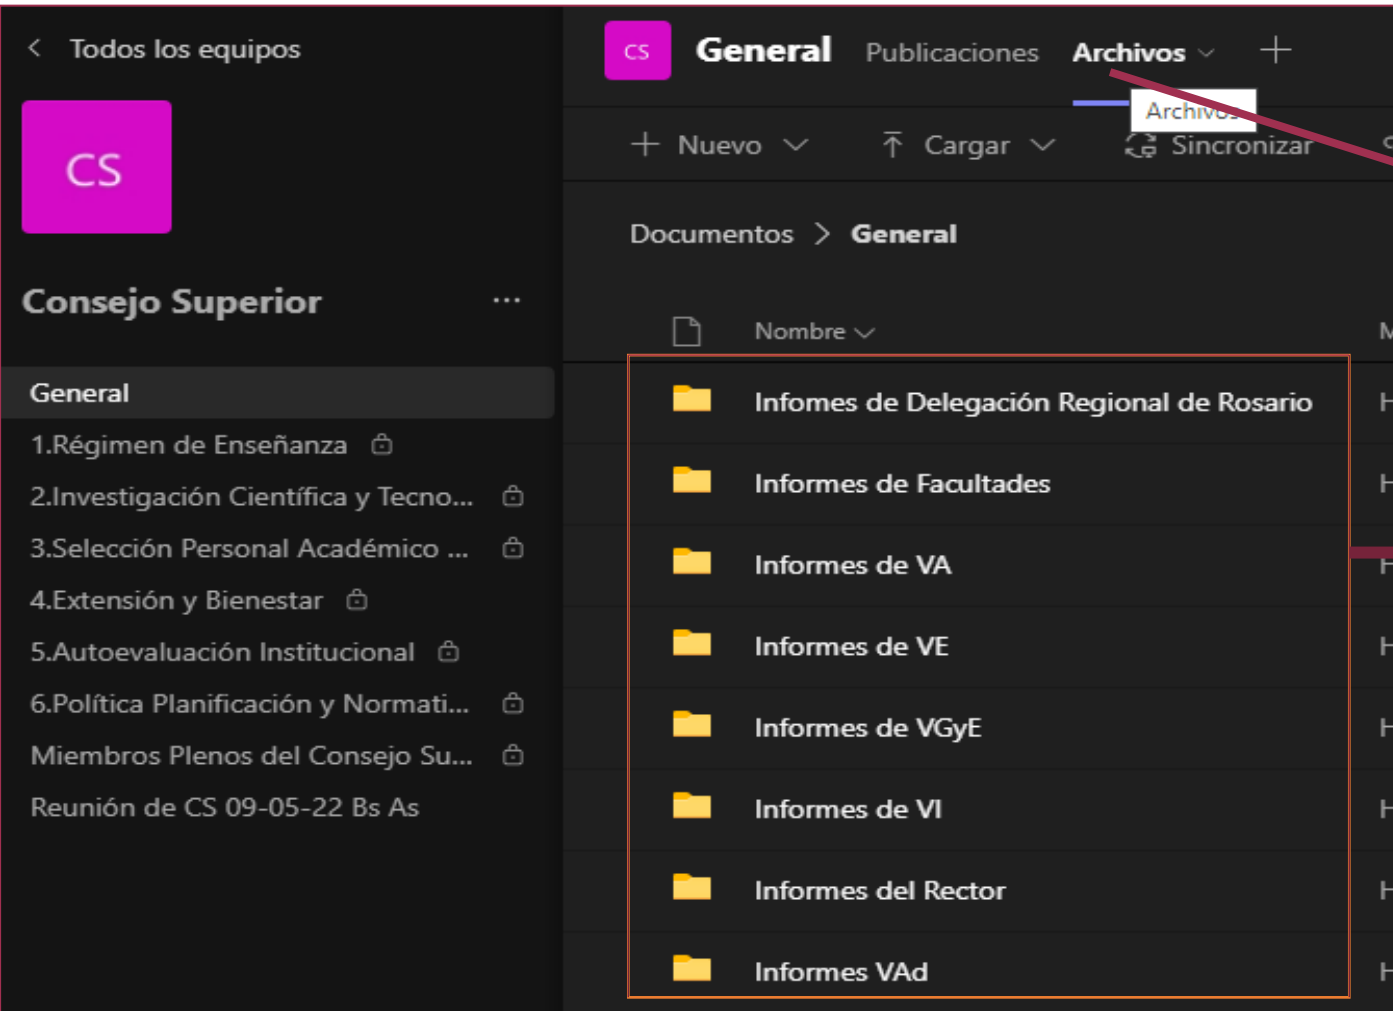 Todos los equipos
CS
Consejo Superior
General
1.Régimen de Enseñanza
2.Investigación Científica y Tecno...
3.Selección Personal Académico ...
4.Extensión y Bienestar
5.Autoevaluación Institucional
6.Política Planificación y Normati...
Miembros Plenos del Consejo Su...
Reunión de CS 09-05-22 Bs As
CS General Publicaciones Archivos
Archivos
Nuevo Cargar Sincronizar
Documentos > General
Nombre
Infomes de Delegación Regional de Rosario
Informes de Facultades
Informes de VA
Informes de VE
Informes de VGyE
Informes de VI
Informes del Rector
Informes VAd